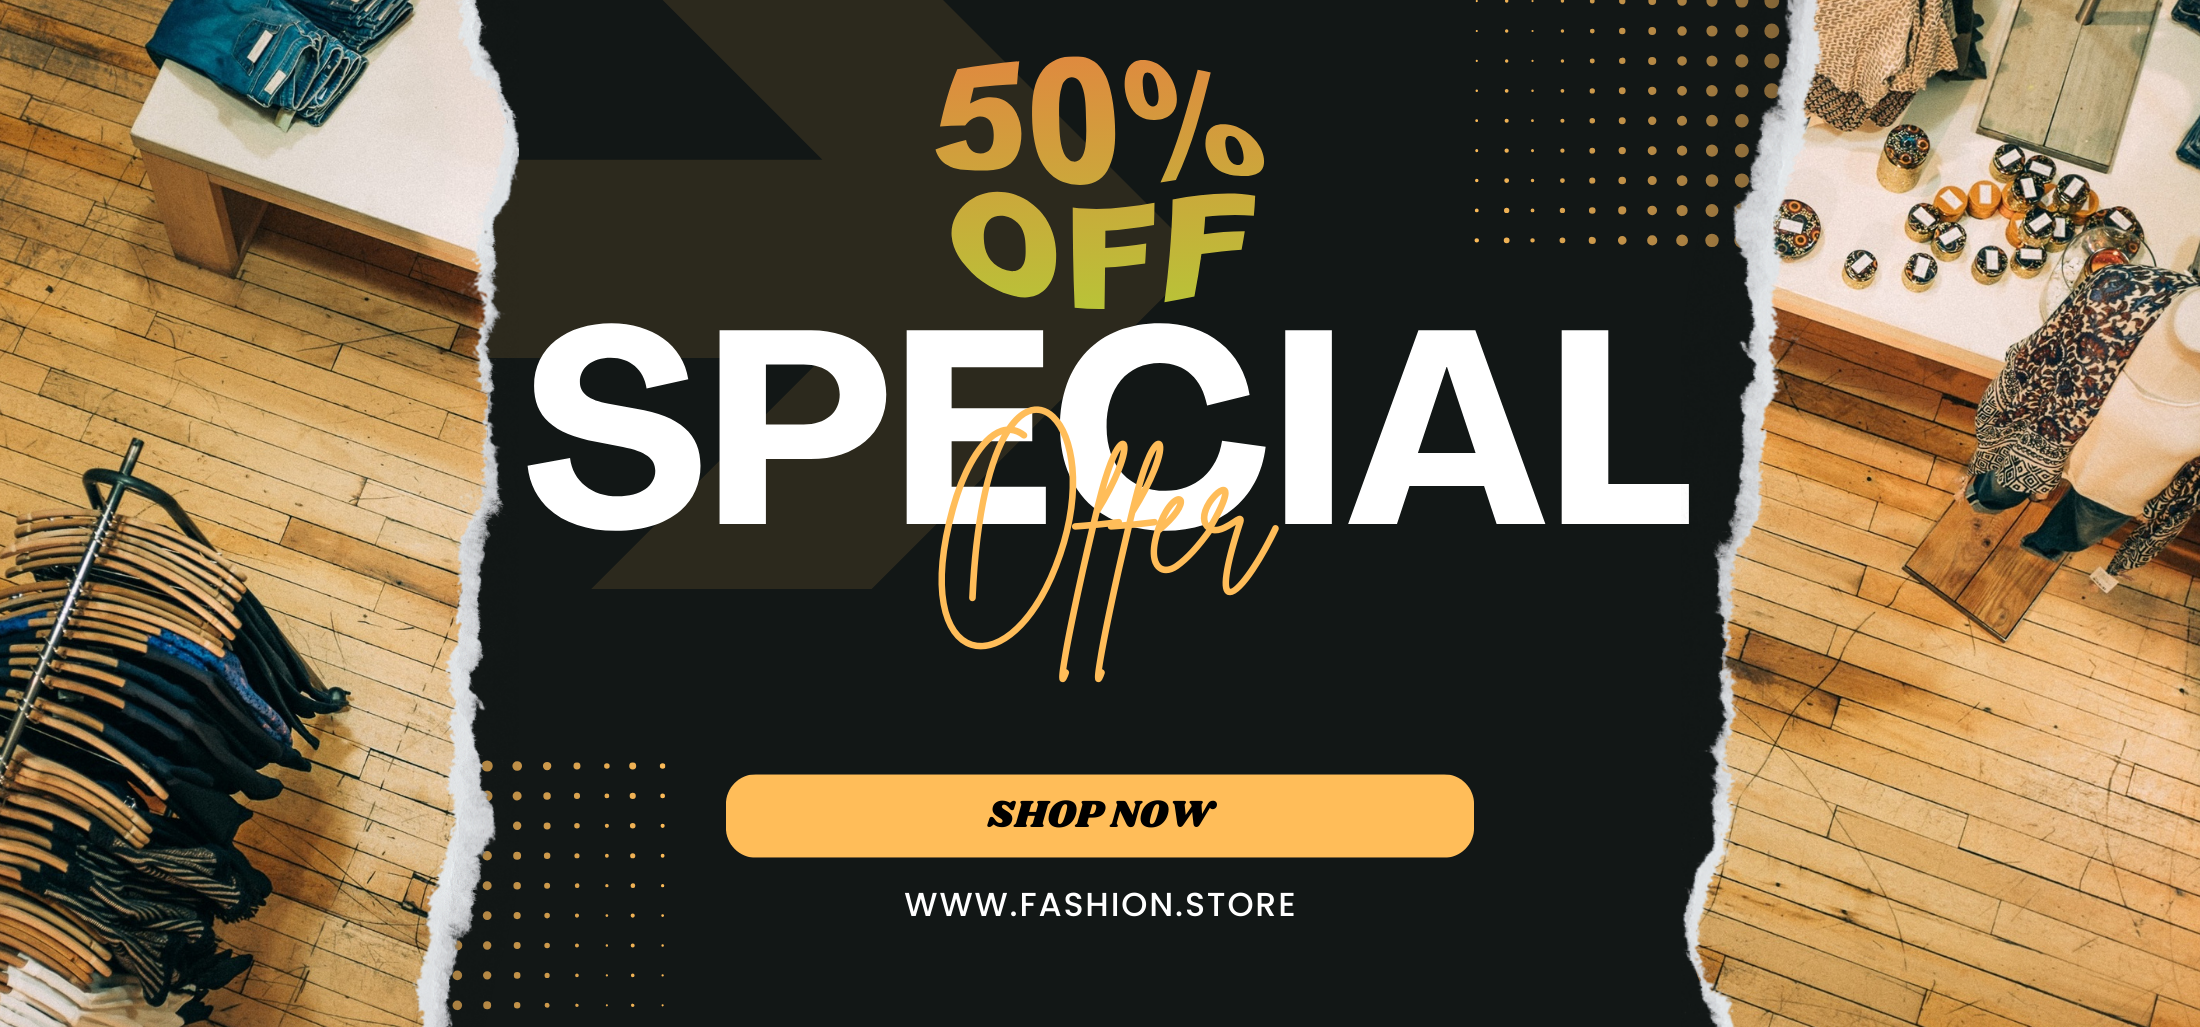 50%
OFF
SPECIAL
Offer
SHOP NOW
WWW.FASHION.STORE